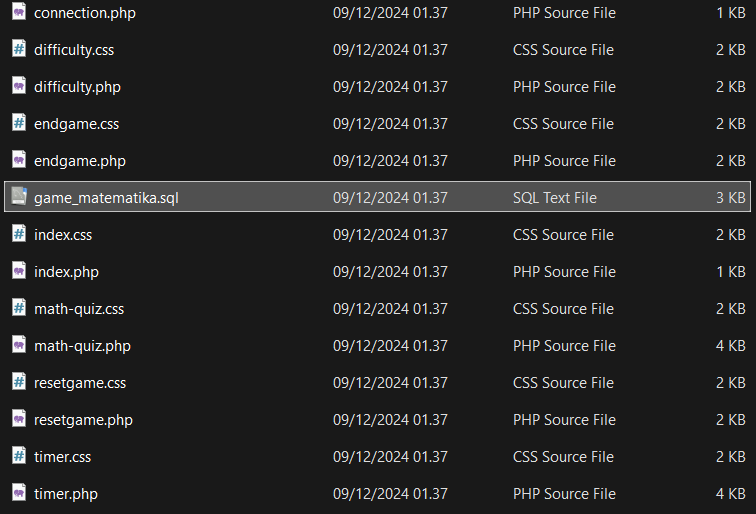 connection.php 09/12/2024 01.37 PHP Source File 1 KB
difficulty.css 09/12/2024 01.37 CSS Source File 2 KB
difficulty.php 09/12/2024 01.37 PHP Source File 2 KB
endgame.css 09/12/2024 01.37 CSS Source File 2 KB
endgame.php 09/12/2024 01.37 PHP Source File 2 KB
game_matematika.sql 09/12/2024 01.37 SQL Text File 3 KB
index.css 09/12/2024 01.37 CSS Source File 2 KB
index.php 09/12/2024 01.37 PHP Source File 1 KB
math-quiz.css 09/12/2024 01.37 CSS Source File 2 KB
math-quiz.php 09/12/2024 01.37 PHP Source File 4 KB
resetgame.css 09/12/2024 01.37 CSS Source File 2 KB
resetgame.php 09/12/2024 01.37 PHP Source File 2 KB
timer.css 09/12/2024 01.37 CSS Source File 2 KB
timer.php 09/12/2024 01.37 PHP Source File 4 KB